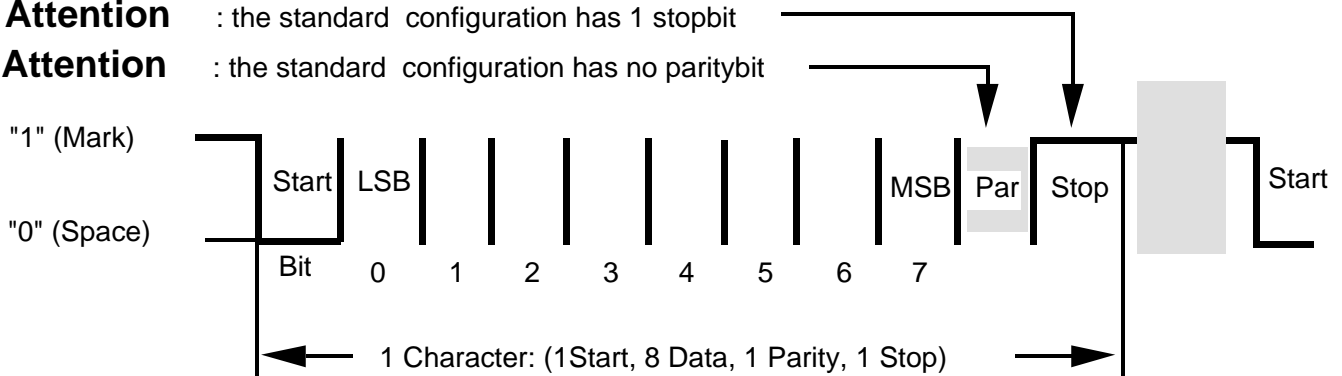 Attention : the standard configuration has 1 stopbit
Attention : the standard configuration has no paritybit
"1" (Mark)
Start LSB MSB Par Stop Start
"0" (Space)
Bit 0 1 2 3 4 5 6 7
1 Character: (1Start, 8 Data, 1 Parity, 1 Stop)